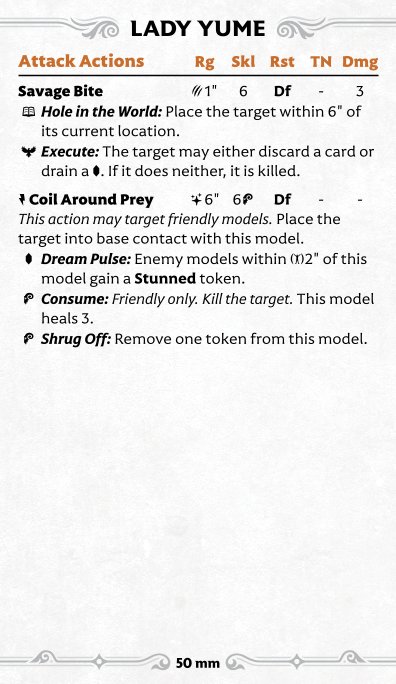 LADY YUME
Attack Actions Rg Skl Rst TN Dmg
Savage Bite 1" 6 Df - 3
Hole in the World: Place the target within 6" of
its current location.
Execute: The target may either discard a card or
drain a . If it does neither, it is killed.
Coil Around Prey 6" 6 Df - -
This action may target friendly models. Place the
target into base contact with this model.
Dream Pulse: Enemy models within 2" of this
model gain a Stunned token.
Consume: Friendly only. Kill the target. This model
heals 3.
Shrug Off: Remove one token from this model.
50 mm